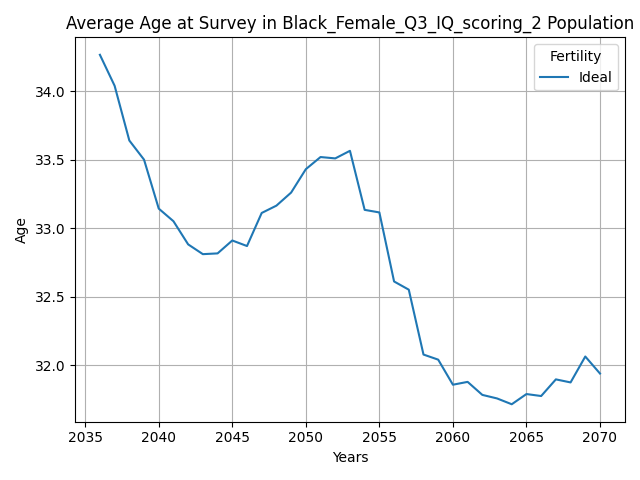 Average Age at Survey in Black_Female_Q3_IQ_scoring_2 Population
Fertility
Ideal
34.0
33.5
33.0
32.5
32.0
Age
2035 2040 2045 2050 2055 2060 2065 2070
Years